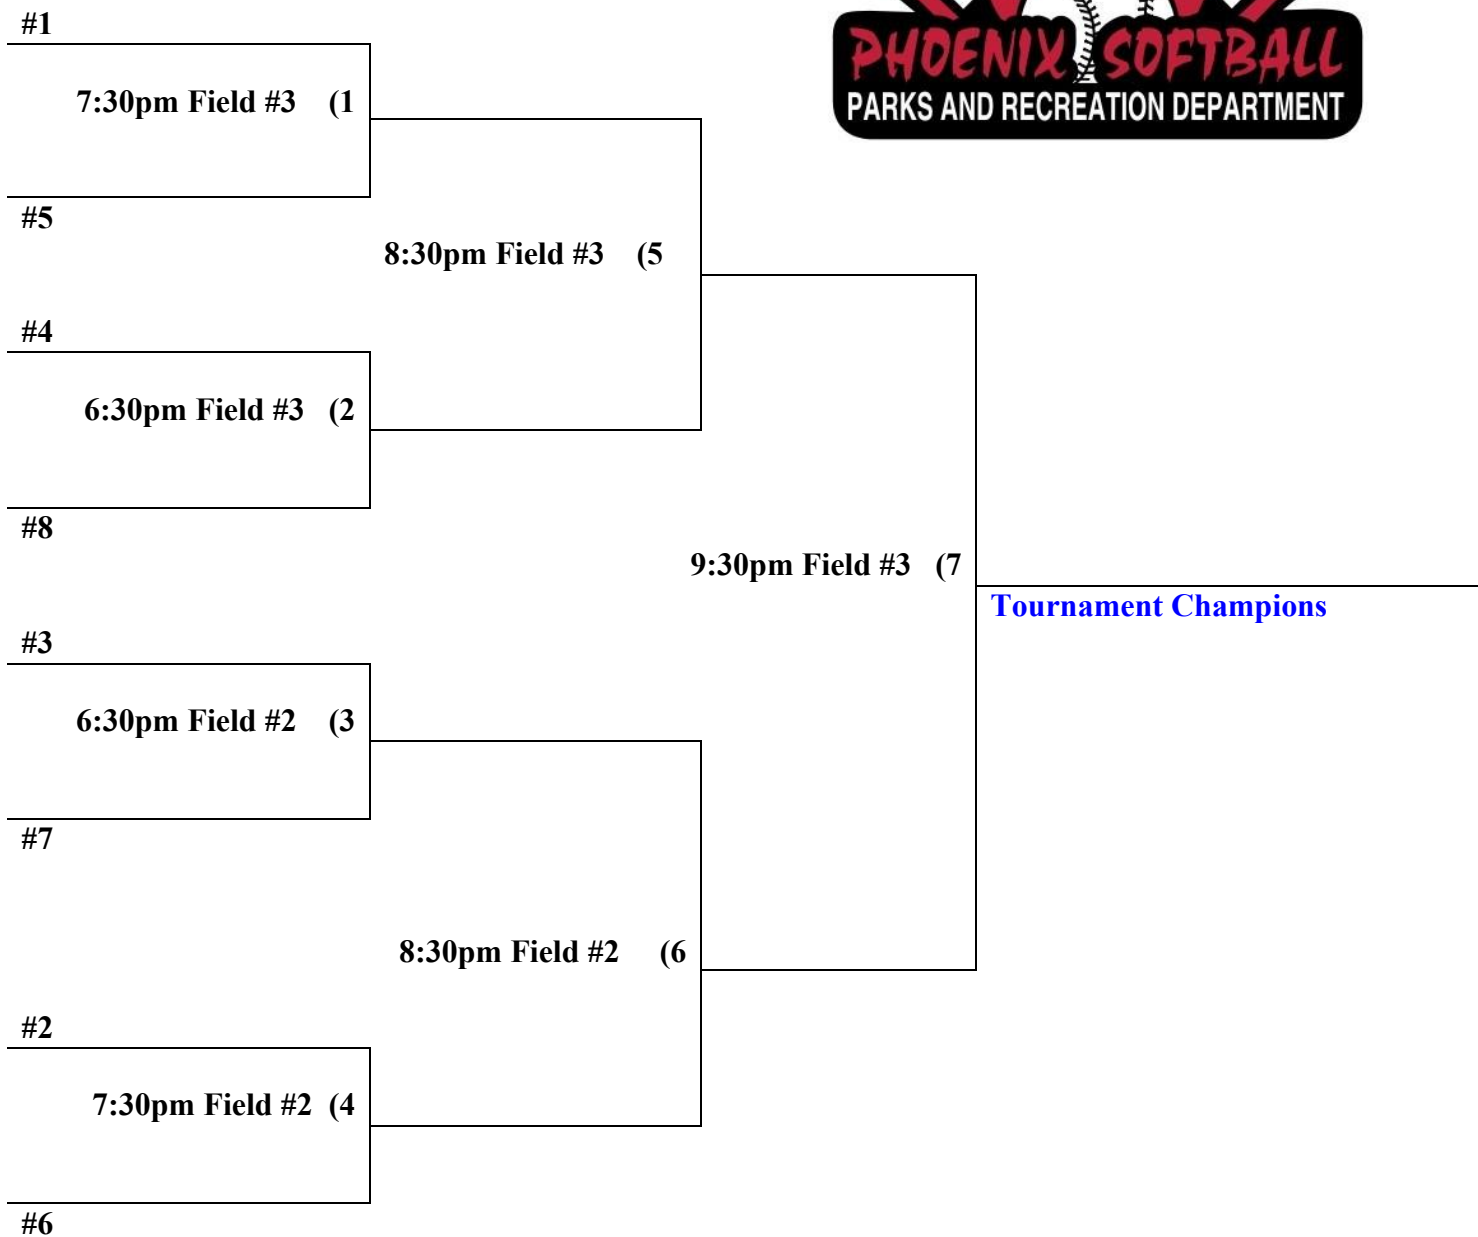 #1
PHOENIX SOFTBALL
PARKS AND RECREATION DEPARTMENT
7:30pm Field #3 (1
#5
8:30pm Field #3 (5
#4
6:30pm Field #3 (2
#8
9:30pm Field #3 (7
Tournament Champions
#3
6:30pm Field #2 (3
#7
8:30pm Field #2 (6
#2
7:30pm Field #2 (4
#6